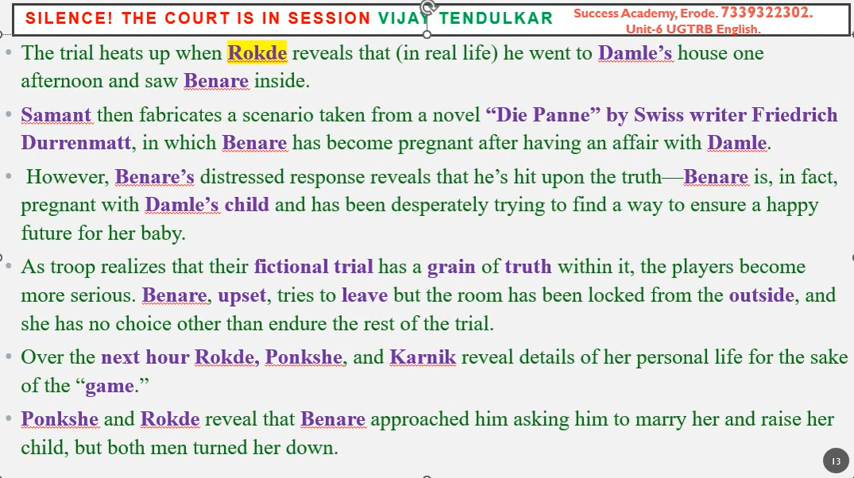 SILENCE! THE COURT IS IN SESSION VIJAY TENDULKAR
Success Academy, Erode. 7339322302.
Unit-6 UGTRB English.
• The trial heats up when Rokde reveals that (in real life) he went to Damle's house one
afternoon and saw Benare inside.
• Samant then fabricates a scenario taken from a novel “Die Panne” by Swiss writer Friedrich
Durrenmatt, in which Benare has become pregnant after having an affair with Damle.
• However, Benare's distressed response reveals that he's hit upon the truth—Benare is, in fact,
pregnant with Damle's child and has been desperately trying to find a way to ensure a happy
future for her baby.
• As troop realizes that their fictional trial has a grain of truth within it, the players become
more serious. Benare, upset, tries to leave but the room has been locked from the outside, and
she has no choice other than endure the rest of the trial.
• Over the next hour Rokde, Ponkshe, and Karnik reveal details of her personal life for the sake
of the “game.”
• Ponkshe and Rokde reveal that Benare approached him asking him to marry her and raise her
child, but both men turned her down.
13